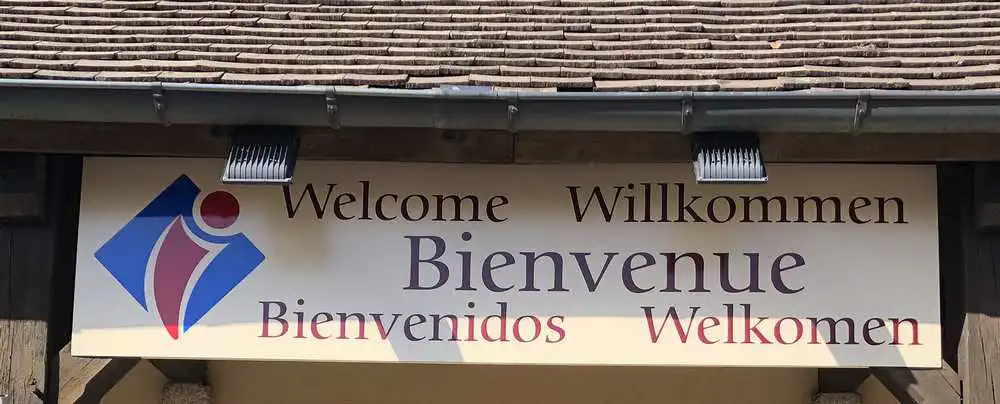 Welcome Willkommen
Bienvenue
Bienvenidos Welkomen